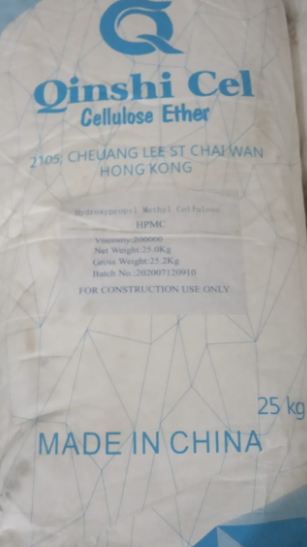 Qinshi Cel
Cellulose Ether
2105, CHEUANG LEE ST CHAI WAN
HONG KONG
Hydroxypropyl Methel Cellulose
HPMC
Viscosity:200000
Net Weight:25.0Kg
Gross Weight:25.2Kg
Batch No.:202007120910
FOR CONSTRUCTION USE ONLY
25 kg
MADE IN CHINA